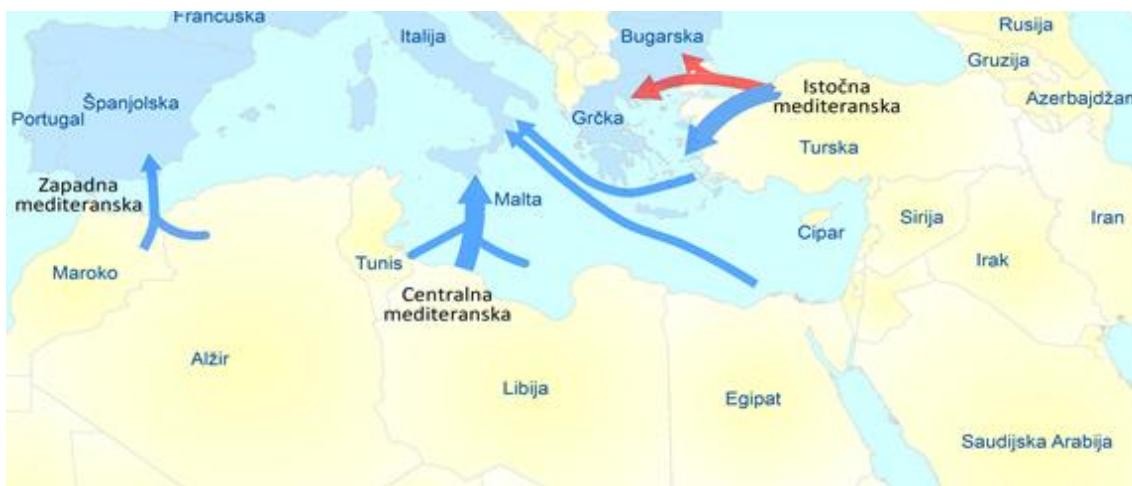 Francuska
Italija
Bugarska
Rusija
Gruzija
Azerbajdžan
Španjolska
Portugal
Grčka
Istočna
mediteranska
Turska
Zapadna
mediteranska
Malta
Cipar
Sirija
Iran
Irak
Maroko
Tunis
Centralna
mediteranska
Alžir
Libija
Egipat
Saudijska Arabija